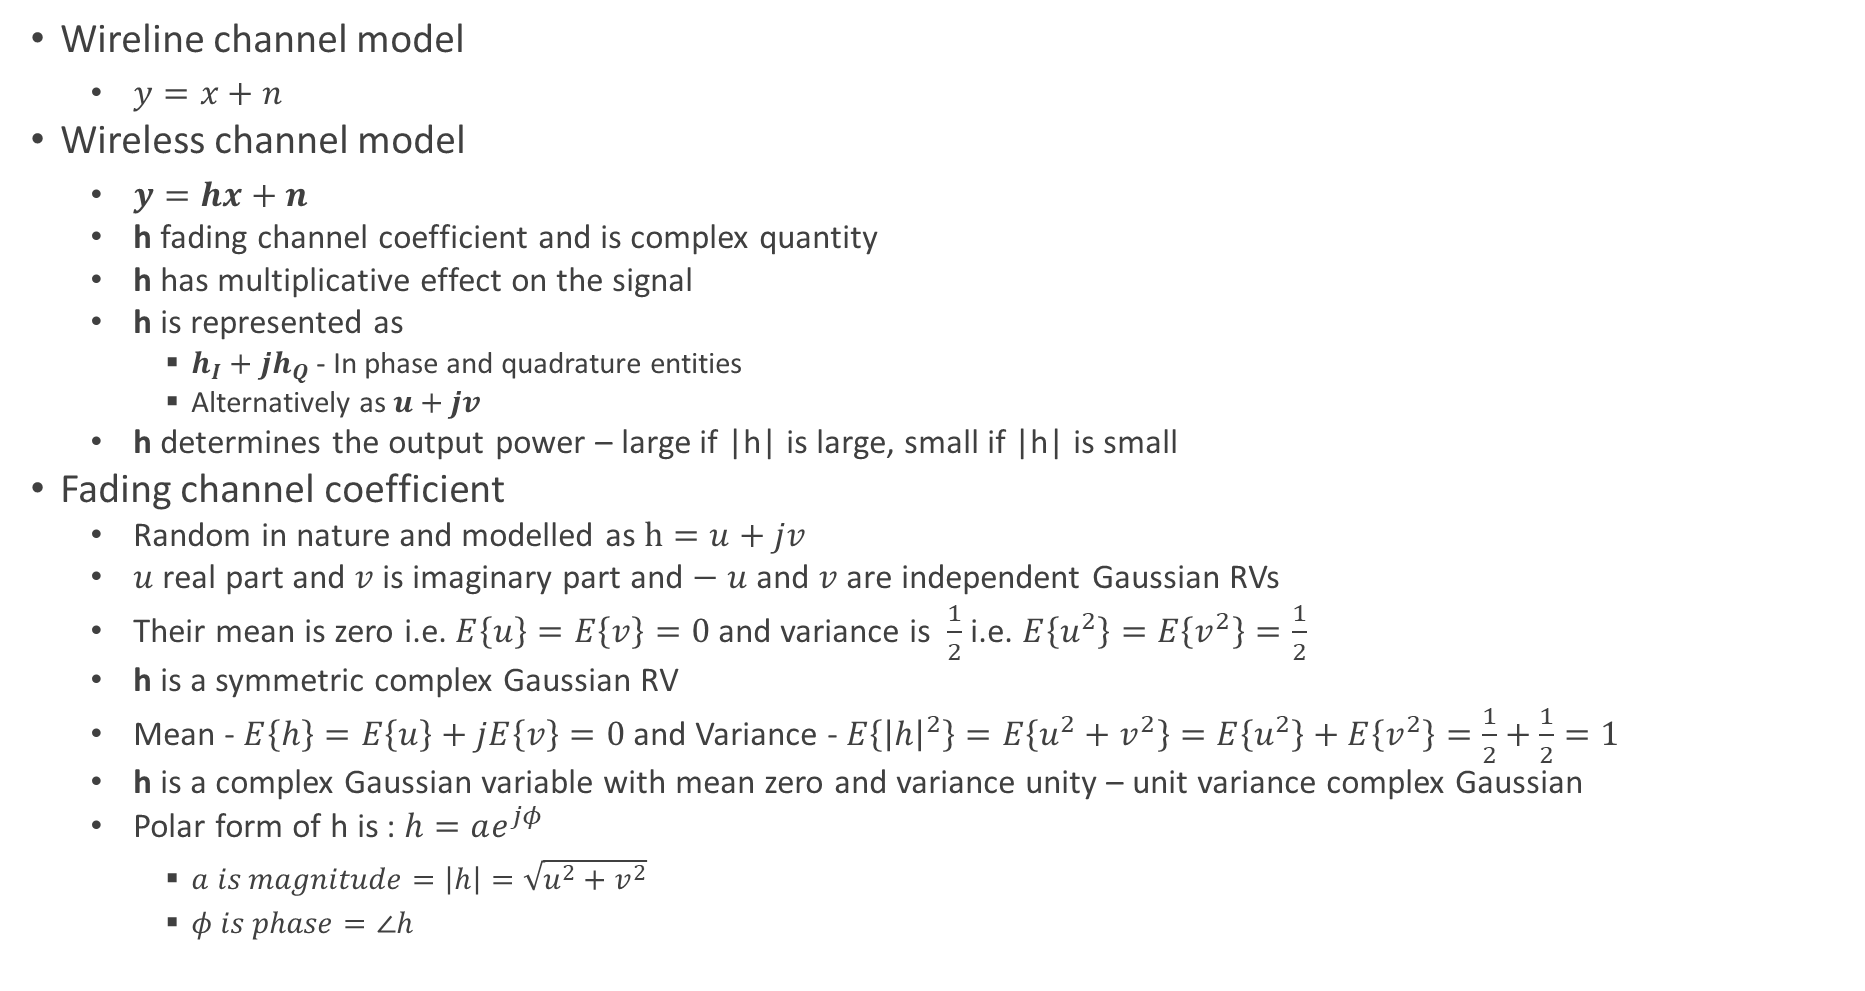 • Wireline channel model
• y = x + n
• Wireless channel model
• y = hx + n
• h fading channel coefficient and is complex quantity
• h has multiplicative effect on the signal
• h is represented as
▪ h_I + jh_Q - In phase and quadrature entities
▪ Alternatively as u + jv
• h determines the output power – large if |h| is large, small if |h| is small
• Fading channel coefficient
• Random in nature and modelled as h = u + jv
• u real part and v is imaginary part and − u and v are independent Gaussian RVs
• Their mean is zero i.e. E{u} = E{v} = 0 and variance is 1/2 i.e. E{u²} = E{v²} = 1/2
• h is a symmetric complex Gaussian RV
• Mean - E{h} = E{u} + jE{v} = 0 and Variance - E{|h|²} = E{u² + v²} = E{u²} + E{v²} = 1/2 + 1/2 = 1
• h is a complex Gaussian variable with mean zero and variance unity – unit variance complex Gaussian
• Polar form of h is : h = ae^{jϕ}
▪ a is magnitude = |h| = √(u² + v²)
▪ ϕ is phase = ∠h